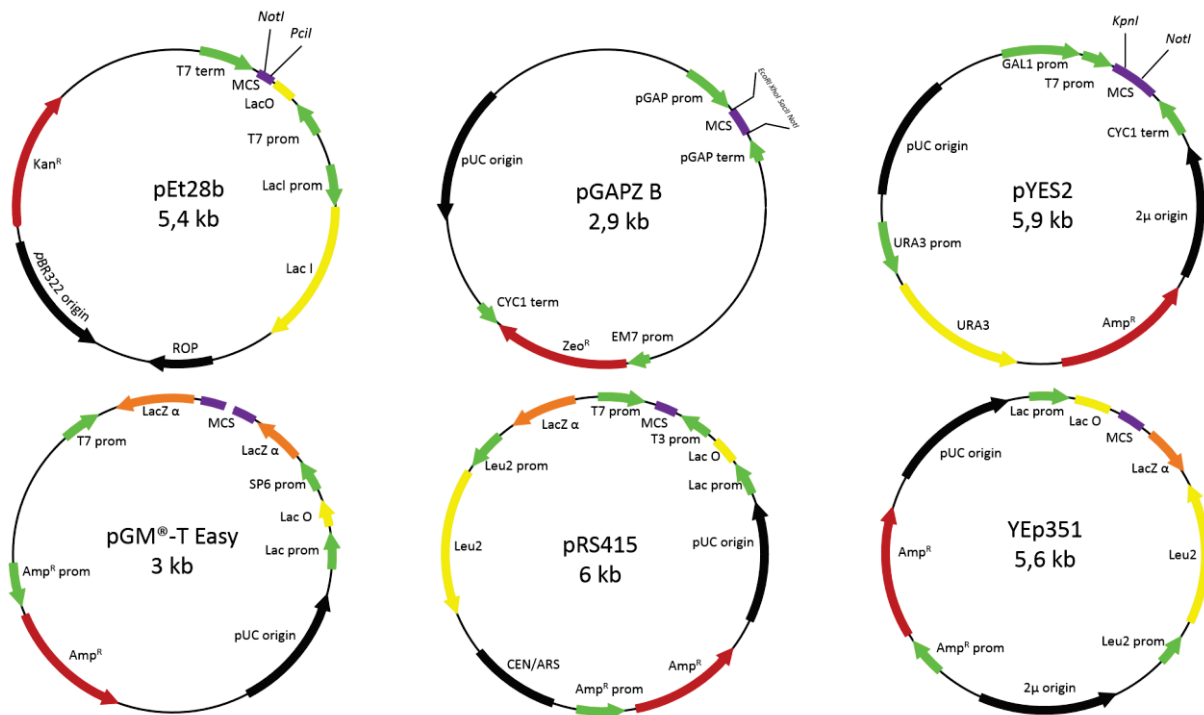 NotI
PciI
T7 term
MCS
LacO
T7 prom
LacI prom
Lac I
ROP
pBR322 origin
Kanᴿ
pEt28b
5,4 kb
pGAP prom
EcoRI XhoI SacII NotI
MCS
pGAP term
pUC origin
pGAPZ B
2,9 kb
CYC1 term
EM7 prom
Zeoᴿ
KpnI
NotI
GAL1 prom
T7 prom
MCS
CYC1 term
pUC origin
pYES2
5,9 kb
2µ origin
URA3 prom
URA3
Ampᴿ
LacZ α
MCS
T7 prom
LacZ α
SP6 prom
Lac O
Lac prom
pGM®-T Easy
3 kb
Ampᴿ prom
pUC origin
Ampᴿ
T7 prom
LacZ α
MCS
T3 prom
Lac O
Leu2 prom
Lac prom
pRS415
6 kb
pUC origin
Leu2
CEN/ARS
Ampᴿ
Ampᴿ prom
Lac prom
Lac O
MCS
LacZ α
pUC origin
YEp351
5,6 kb
Ampᴿ
Leu2
Leu2 prom
Ampᴿ prom
2µ origin